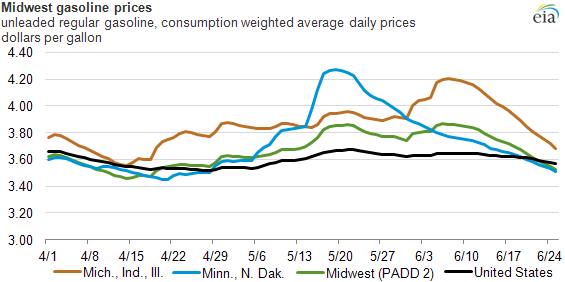 Midwest gasoline prices
unleaded regular gasoline, consumption weighted average daily prices
dollars per gallon
eia
4.40
4.20
4.00
3.80
3.60
3.40
3.20
3.00
4/1 4/8 4/15 4/22 4/29 5/6 5/13 5/20 5/27 6/3 6/10 6/17 6/24
Mich., Ind., Ill. Minn., N. Dak. Midwest (PADD 2) United States